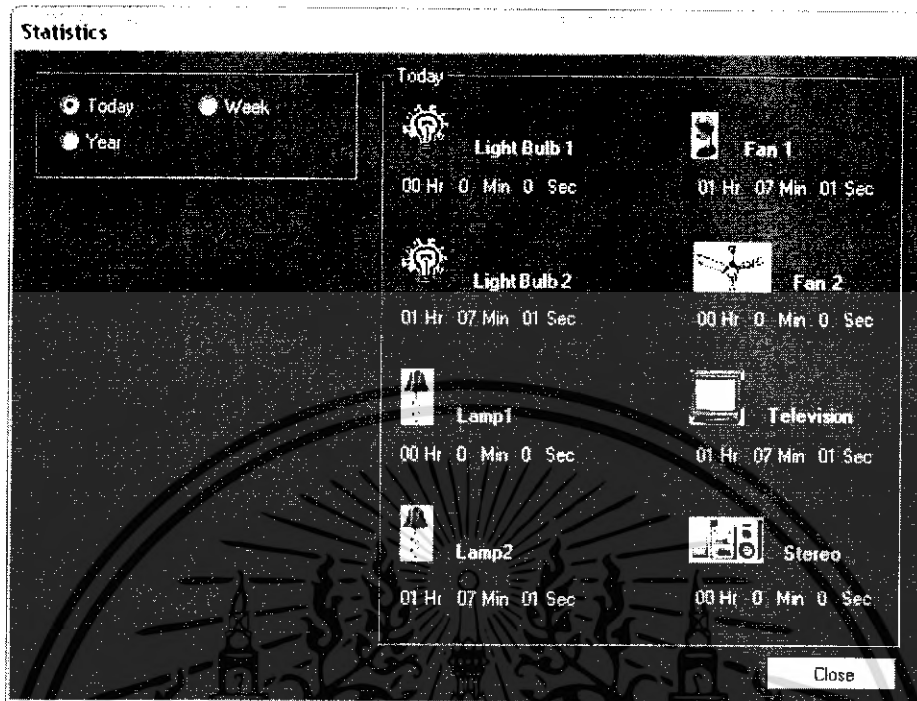 Statistics
Today Week
Year
Today
Light Bulb 1 Fan 1
00 Hr 0 Min 0 Sec 01 Hr 07 Min 01 Sec
Light Bulb 2 Fan 2
01 Hr 07 Min 01 Sec 00 Hr 0 Min 0 Sec
Lamp1 Television
00 Hr 0 Min 0 Sec 01 Hr 07 Min 01 Sec
Lamp2 Stereo
01 Hr 07 Min 01 Sec 00 Hr 0 Min 0 Sec
Close